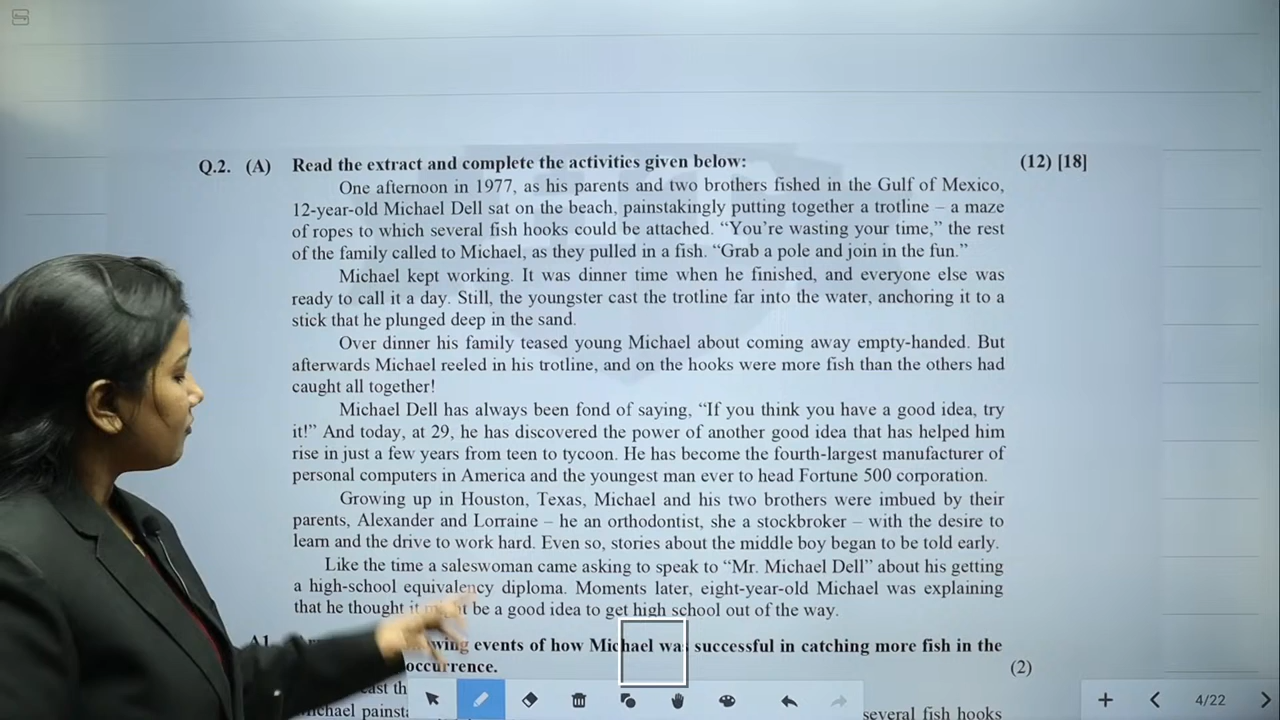 Q.2. (A) Read the extract and complete the activities given below: (12) [18]
One afternoon in 1977, as his parents and two brothers fished in the Gulf of Mexico,
12-year-old Michael Dell sat on the beach, painstakingly putting together a trotline – a maze
of ropes to which several fish hooks could be attached. “You’re wasting your time,” the rest
of the family called to Michael, as they pulled in a fish. “Grab a pole and join in the fun.”
Michael kept working. It was dinner time when he finished, and everyone else was
ready to call it a day. Still, the youngster cast the trotline far into the water, anchoring it to a
stick that he plunged deep in the sand.
Over dinner his family teased young Michael about coming away empty-handed. But
afterwards Michael reeled in his trotline, and on the hooks were more fish than the others had
caught all together!
Michael Dell has always been fond of saying, “If you think you have a good idea, try
it!” And today, at 29, he has discovered the power of another good idea that has helped him
rise in just a few years from teen to tycoon. He has become the fourth-largest manufacturer of
personal computers in America and the youngest man ever to head Fortune 500 corporation.
Growing up in Houston, Texas, Michael and his two brothers were imbued by their
parents, Alexander and Lorraine – he an orthodontist, she a stockbroker – with the desire to
learn and the drive to work hard. Even so, stories about the middle boy began to be told early.
Like the time a saleswoman came asking to speak to “Mr. Michael Dell” about his getting
a high-school equivalency diploma. Moments later, eight-year-old Michael was explaining
that he thought it might be a good idea to get high school out of the way.
A1. events of how Michael was successful in catching more fish in the
occurrence. (2)
several fish hooks
4/22